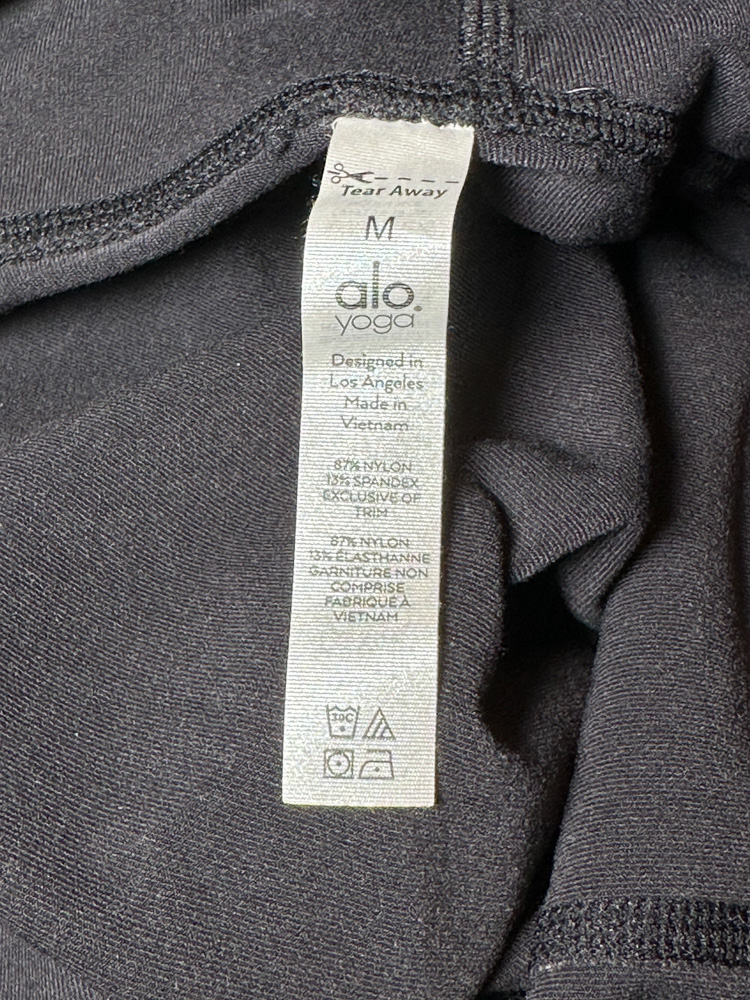 Tear Away
M
alo®
yoga
Designed in
Los Angeles
Made in
Vietnam
87% NYLON
13% SPANDEX
EXCLUSIVE OF
TRIM
87% NYLON
13% ÉLASTHANNE
GARNITURE NON
COMPRISE
FABRIQUÉ À
VIETNAM
30C